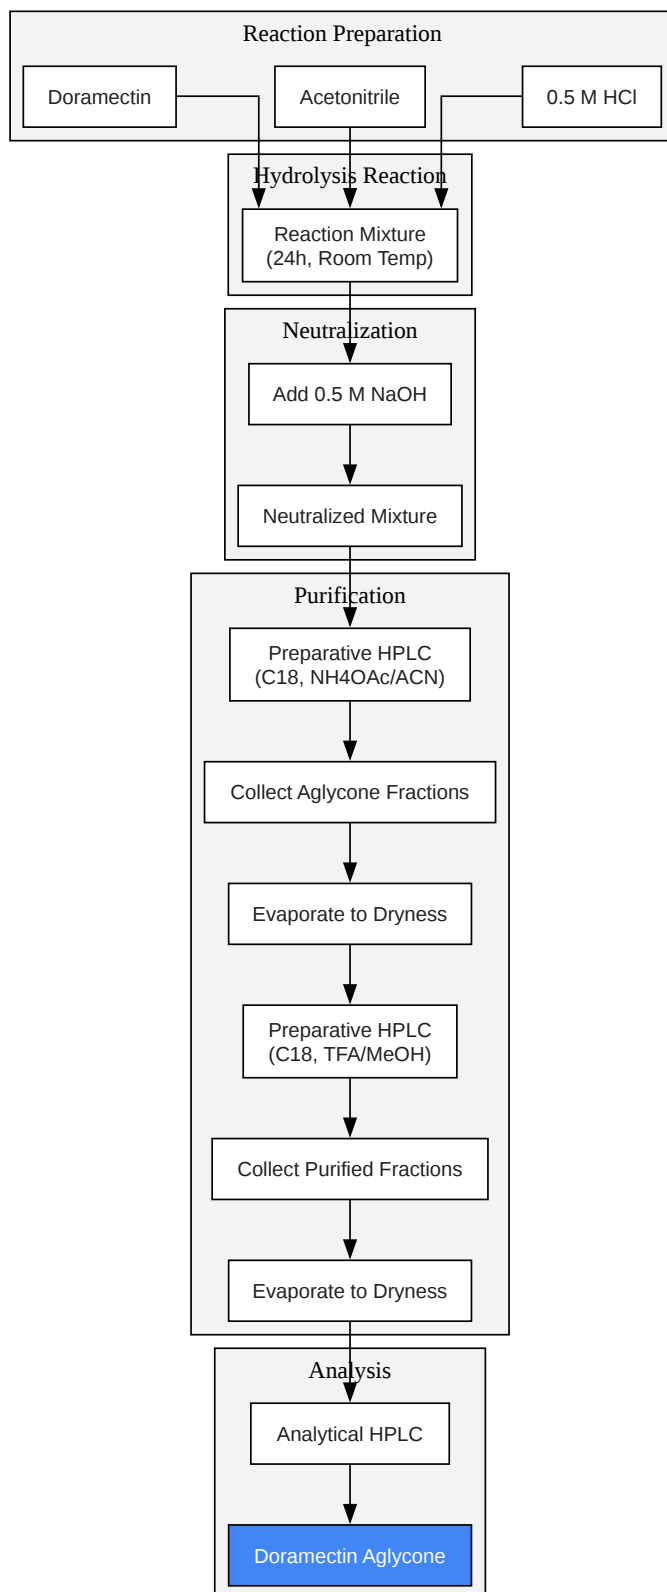 Reaction Preparation
Doramectin
Acetonitrile
0.5 M HCl
Hydrolysis Reaction
Reaction Mixture
(24h, Room Temp)
Neutralization
Add 0.5 M NaOH
Neutralized Mixture
Purification
Preparative HPLC
(C18, NH4OAc/ACN)
Collect Aglycone Fractions
Evaporate to Dryness
Preparative HPLC
(C18, TFA/MeOH)
Collect Purified Fractions
Evaporate to Dryness
Analysis
Analytical HPLC
Doramectin Aglycone